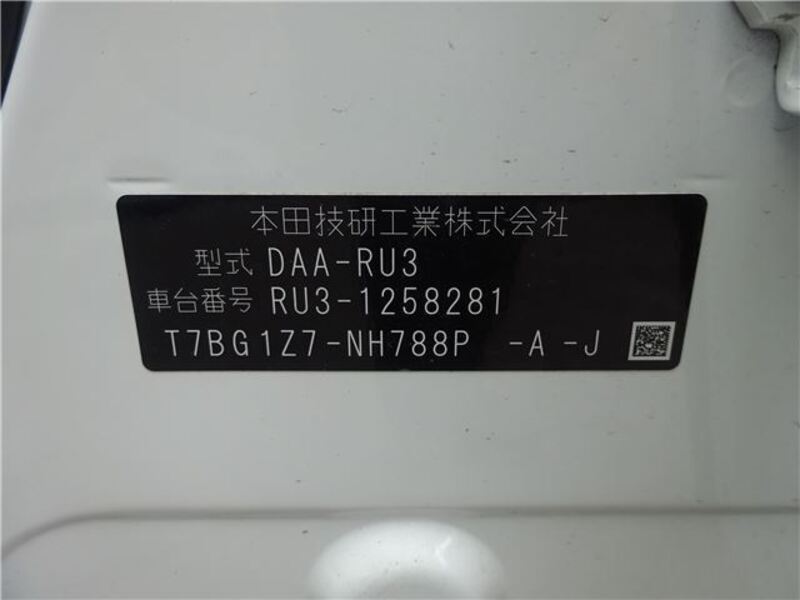 本田技研工業株式会社
型式 DAA-RU3
車台番号 RU3-1258281
T7BG1Z7-NH788P -A -J